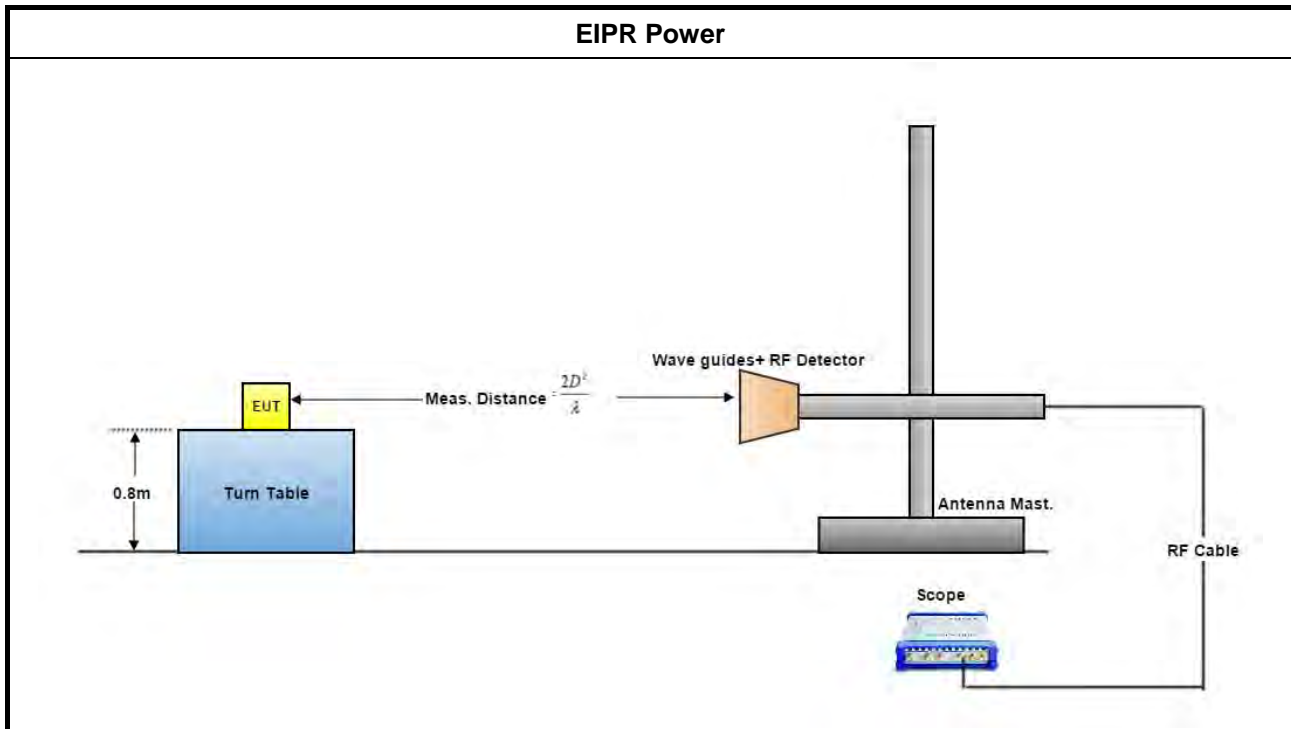 EIPR Power
Wave guides+ RF Detector
EUT
Meas. Distance = 2D²/λ
0.8m
Turn Table
Antenna Mast.
RF Cable
Scope